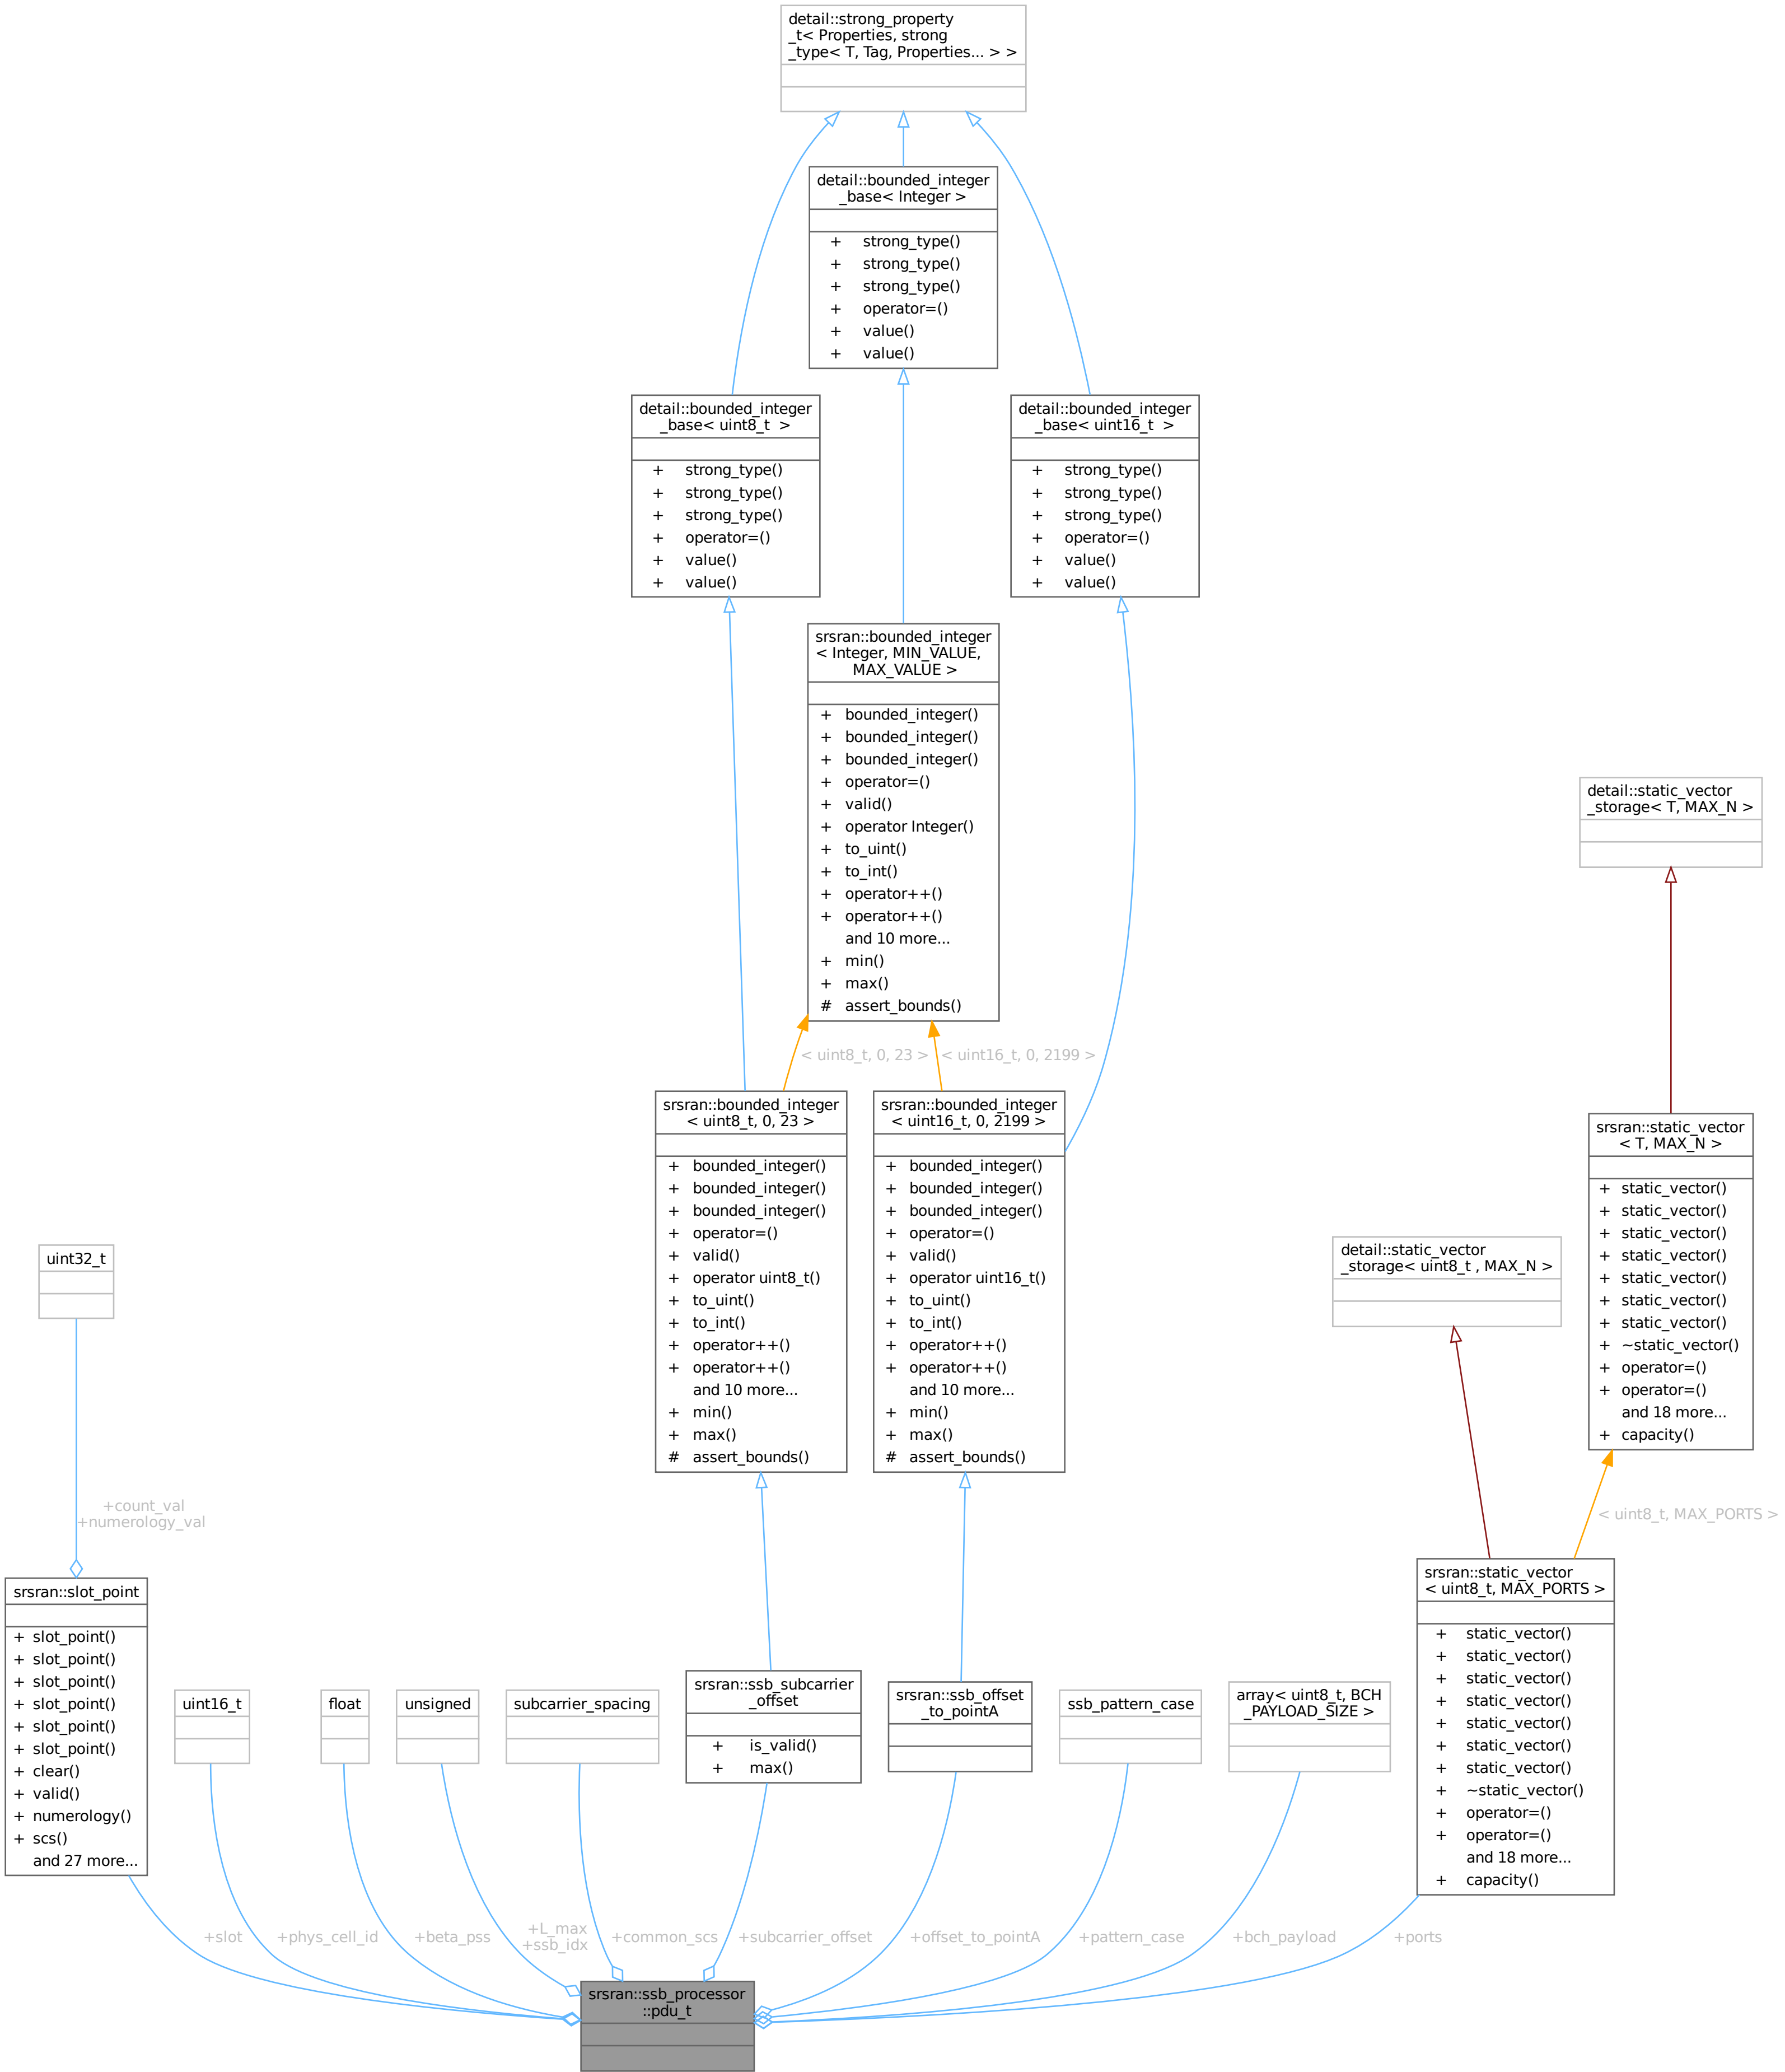 detail::strong_property
_t< Properties, strong
_type< T, Tag, Properties... > >
detail::bounded_integer
_base< Integer >
+ strong_type()
+ strong_type()
+ strong_type()
+ operator=()
+ value()
+ value()
detail::bounded_integer
_base< uint8_t >
+ strong_type()
+ strong_type()
+ strong_type()
+ operator=()
+ value()
+ value()
detail::bounded_integer
_base< uint16_t >
+ strong_type()
+ strong_type()
+ strong_type()
+ operator=()
+ value()
+ value()
srsran::bounded_integer
< Integer, MIN_VALUE,
MAX_VALUE >
+ bounded_integer()
+ bounded_integer()
+ bounded_integer()
+ operator=()
+ valid()
+ operator Integer()
+ to_uint()
+ to_int()
+ operator++()
+ operator++()
and 10 more...
+ min()
+ max()
# assert_bounds()
detail::static_vector
_storage< T, MAX_N >
< uint8_t, 0, 23 >
< uint16_t, 0, 2199 >
srsran::bounded_integer
< uint8_t, 0, 23 >
+ bounded_integer()
+ bounded_integer()
+ bounded_integer()
+ operator=()
+ valid()
+ operator uint8_t()
+ to_uint()
+ to_int()
+ operator++()
+ operator++()
and 10 more...
+ min()
+ max()
# assert_bounds()
srsran::bounded_integer
< uint16_t, 0, 2199 >
+ bounded_integer()
+ bounded_integer()
+ bounded_integer()
+ operator=()
+ valid()
+ operator uint16_t()
+ to_uint()
+ to_int()
+ operator++()
+ operator++()
and 10 more...
+ min()
+ max()
# assert_bounds()
srsran::static_vector
< T, MAX_N >
+ static_vector()
+ static_vector()
+ static_vector()
+ static_vector()
+ static_vector()
+ static_vector()
+ static_vector()
+ ~static_vector()
+ operator=()
+ operator=()
and 18 more...
+ capacity()
uint32_t
detail::static_vector
_storage< uint8_t , MAX_N >
+count_val
+numerology_val
< uint8_t, MAX_PORTS >
srsran::slot_point
+ slot_point()
+ slot_point()
+ slot_point()
+ slot_point()
+ slot_point()
+ slot_point()
+ clear()
+ valid()
+ numerology()
+ scs()
and 27 more...
uint16_t
float
unsigned
subcarrier_spacing
srsran::ssb_subcarrier
_offset
+ is_valid()
+ max()
srsran::ssb_offset
_to_pointA
ssb_pattern_case
array< uint8_t, BCH
_PAYLOAD_SIZE >
srsran::static_vector
< uint8_t, MAX_PORTS >
+ static_vector()
+ static_vector()
+ static_vector()
+ static_vector()
+ static_vector()
+ static_vector()
+ static_vector()
+ ~static_vector()
+ operator=()
+ operator=()
and 18 more...
+ capacity()
+slot
+phys_cell_id
+beta_pss
+L_max
+ssb_idx
+common_scs
+subcarrier_offset
+offset_to_pointA
+pattern_case
+bch_payload
+ports
srsran::ssb_processor
::pdu_t